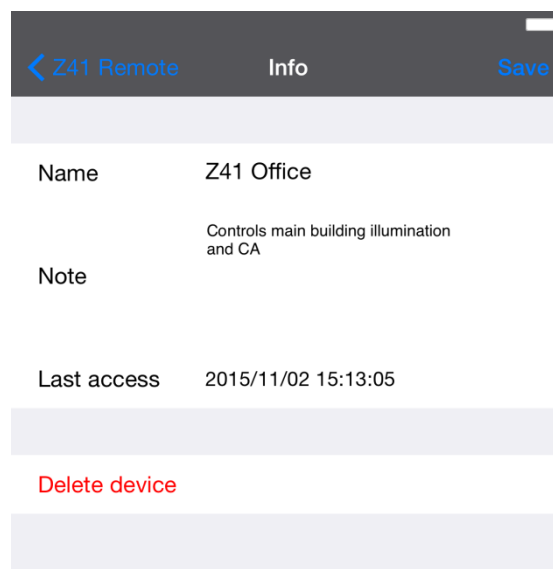 Z41 Remote Info Save
Name Z41 Office
Controls main building illumination
and CA
Note
Last access 2015/11/02 15:13:05
Delete device